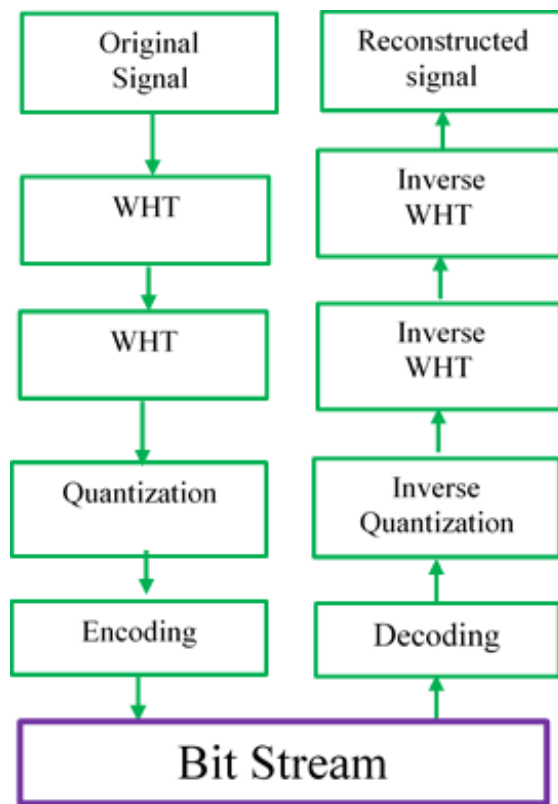 Original
Signal
WHT
WHT
Quantization
Encoding
Bit Stream
Decoding
Inverse
Quantization
Inverse
WHT
Inverse
WHT
Reconstructed
signal